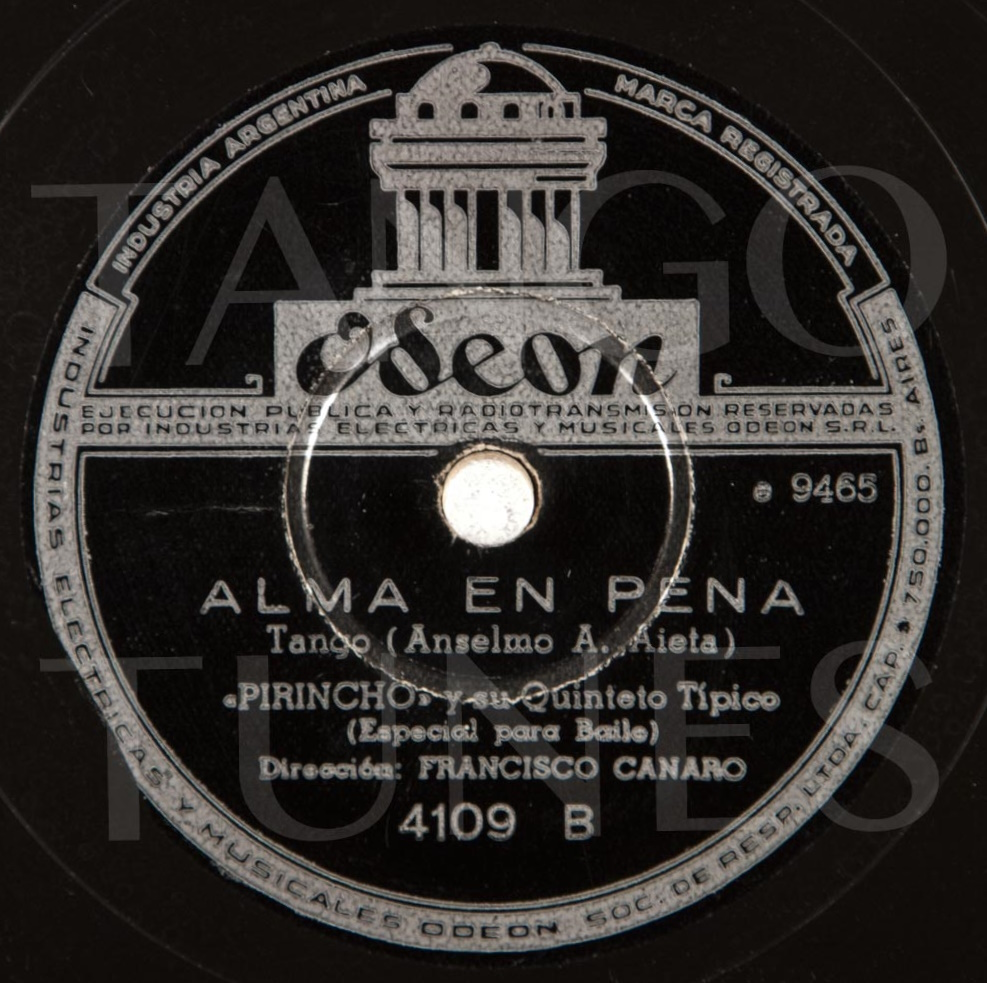 INDUSTRIA ARGENTINA
MARCA REGISTRADA
Odeon
EJECUCION PUBLICA Y RADIOTRANSMISION RESERVADAS
POR INDUSTRIAS ELECTRICAS Y MUSICALES ODEON S.R.L.
e 9465
ALMA EN PENA
Tango (Anselmo A. Aieta)
«PIRINCHO» y su Quinteto Típico
(Especial para Baile)
Dirección: FRANCISCO CANARO
4109 B
INDUSTRIAS ELECTRICAS Y MUSICALES ODEON SOC. DE RESP. LTDA. CAP. $ 750.000. Bs. AIRES
TANGO
TUNES